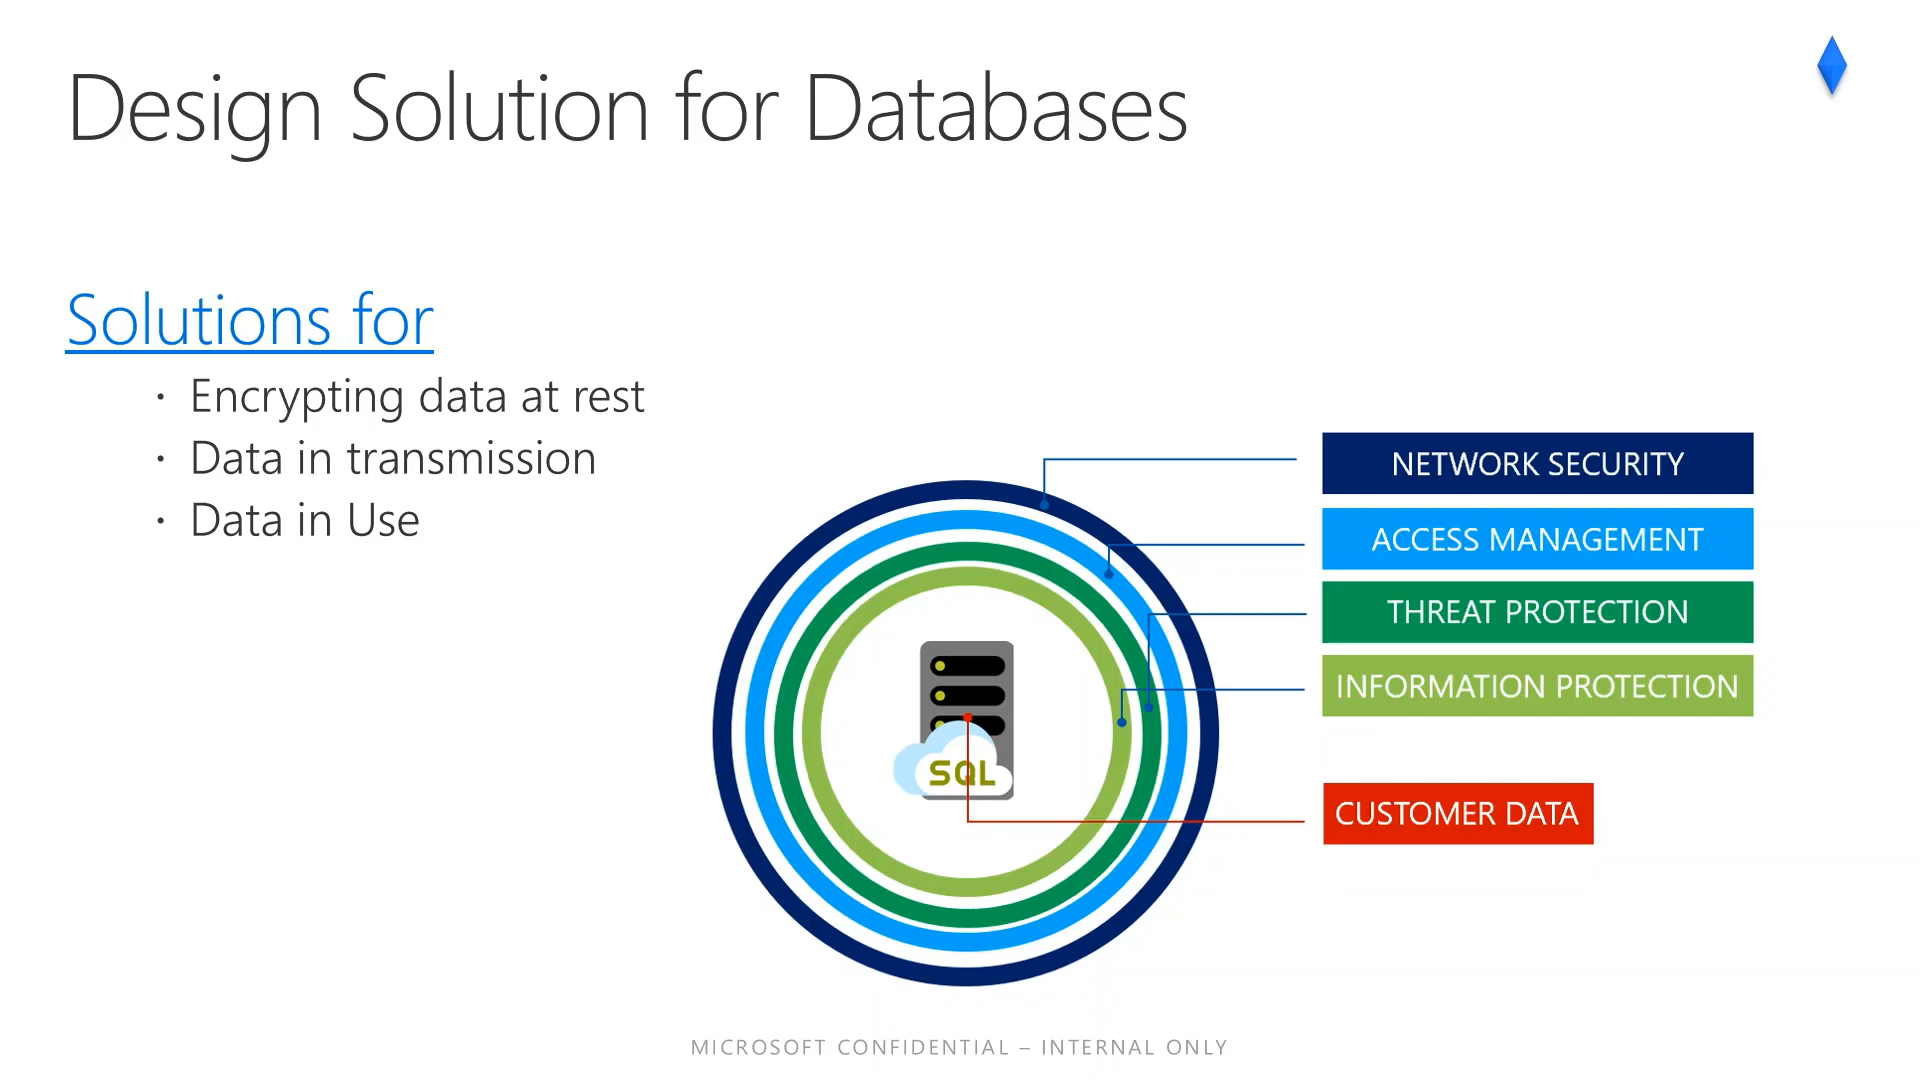 Design Solution for Databases
Solutions for
· Encrypting data at rest
· Data in transmission
· Data in Use
NETWORK SECURITY
ACCESS MANAGEMENT
THREAT PROTECTION
INFORMATION PROTECTION
SQL
CUSTOMER DATA
MICROSOFT CONFIDENTIAL – INTERNAL ONLY